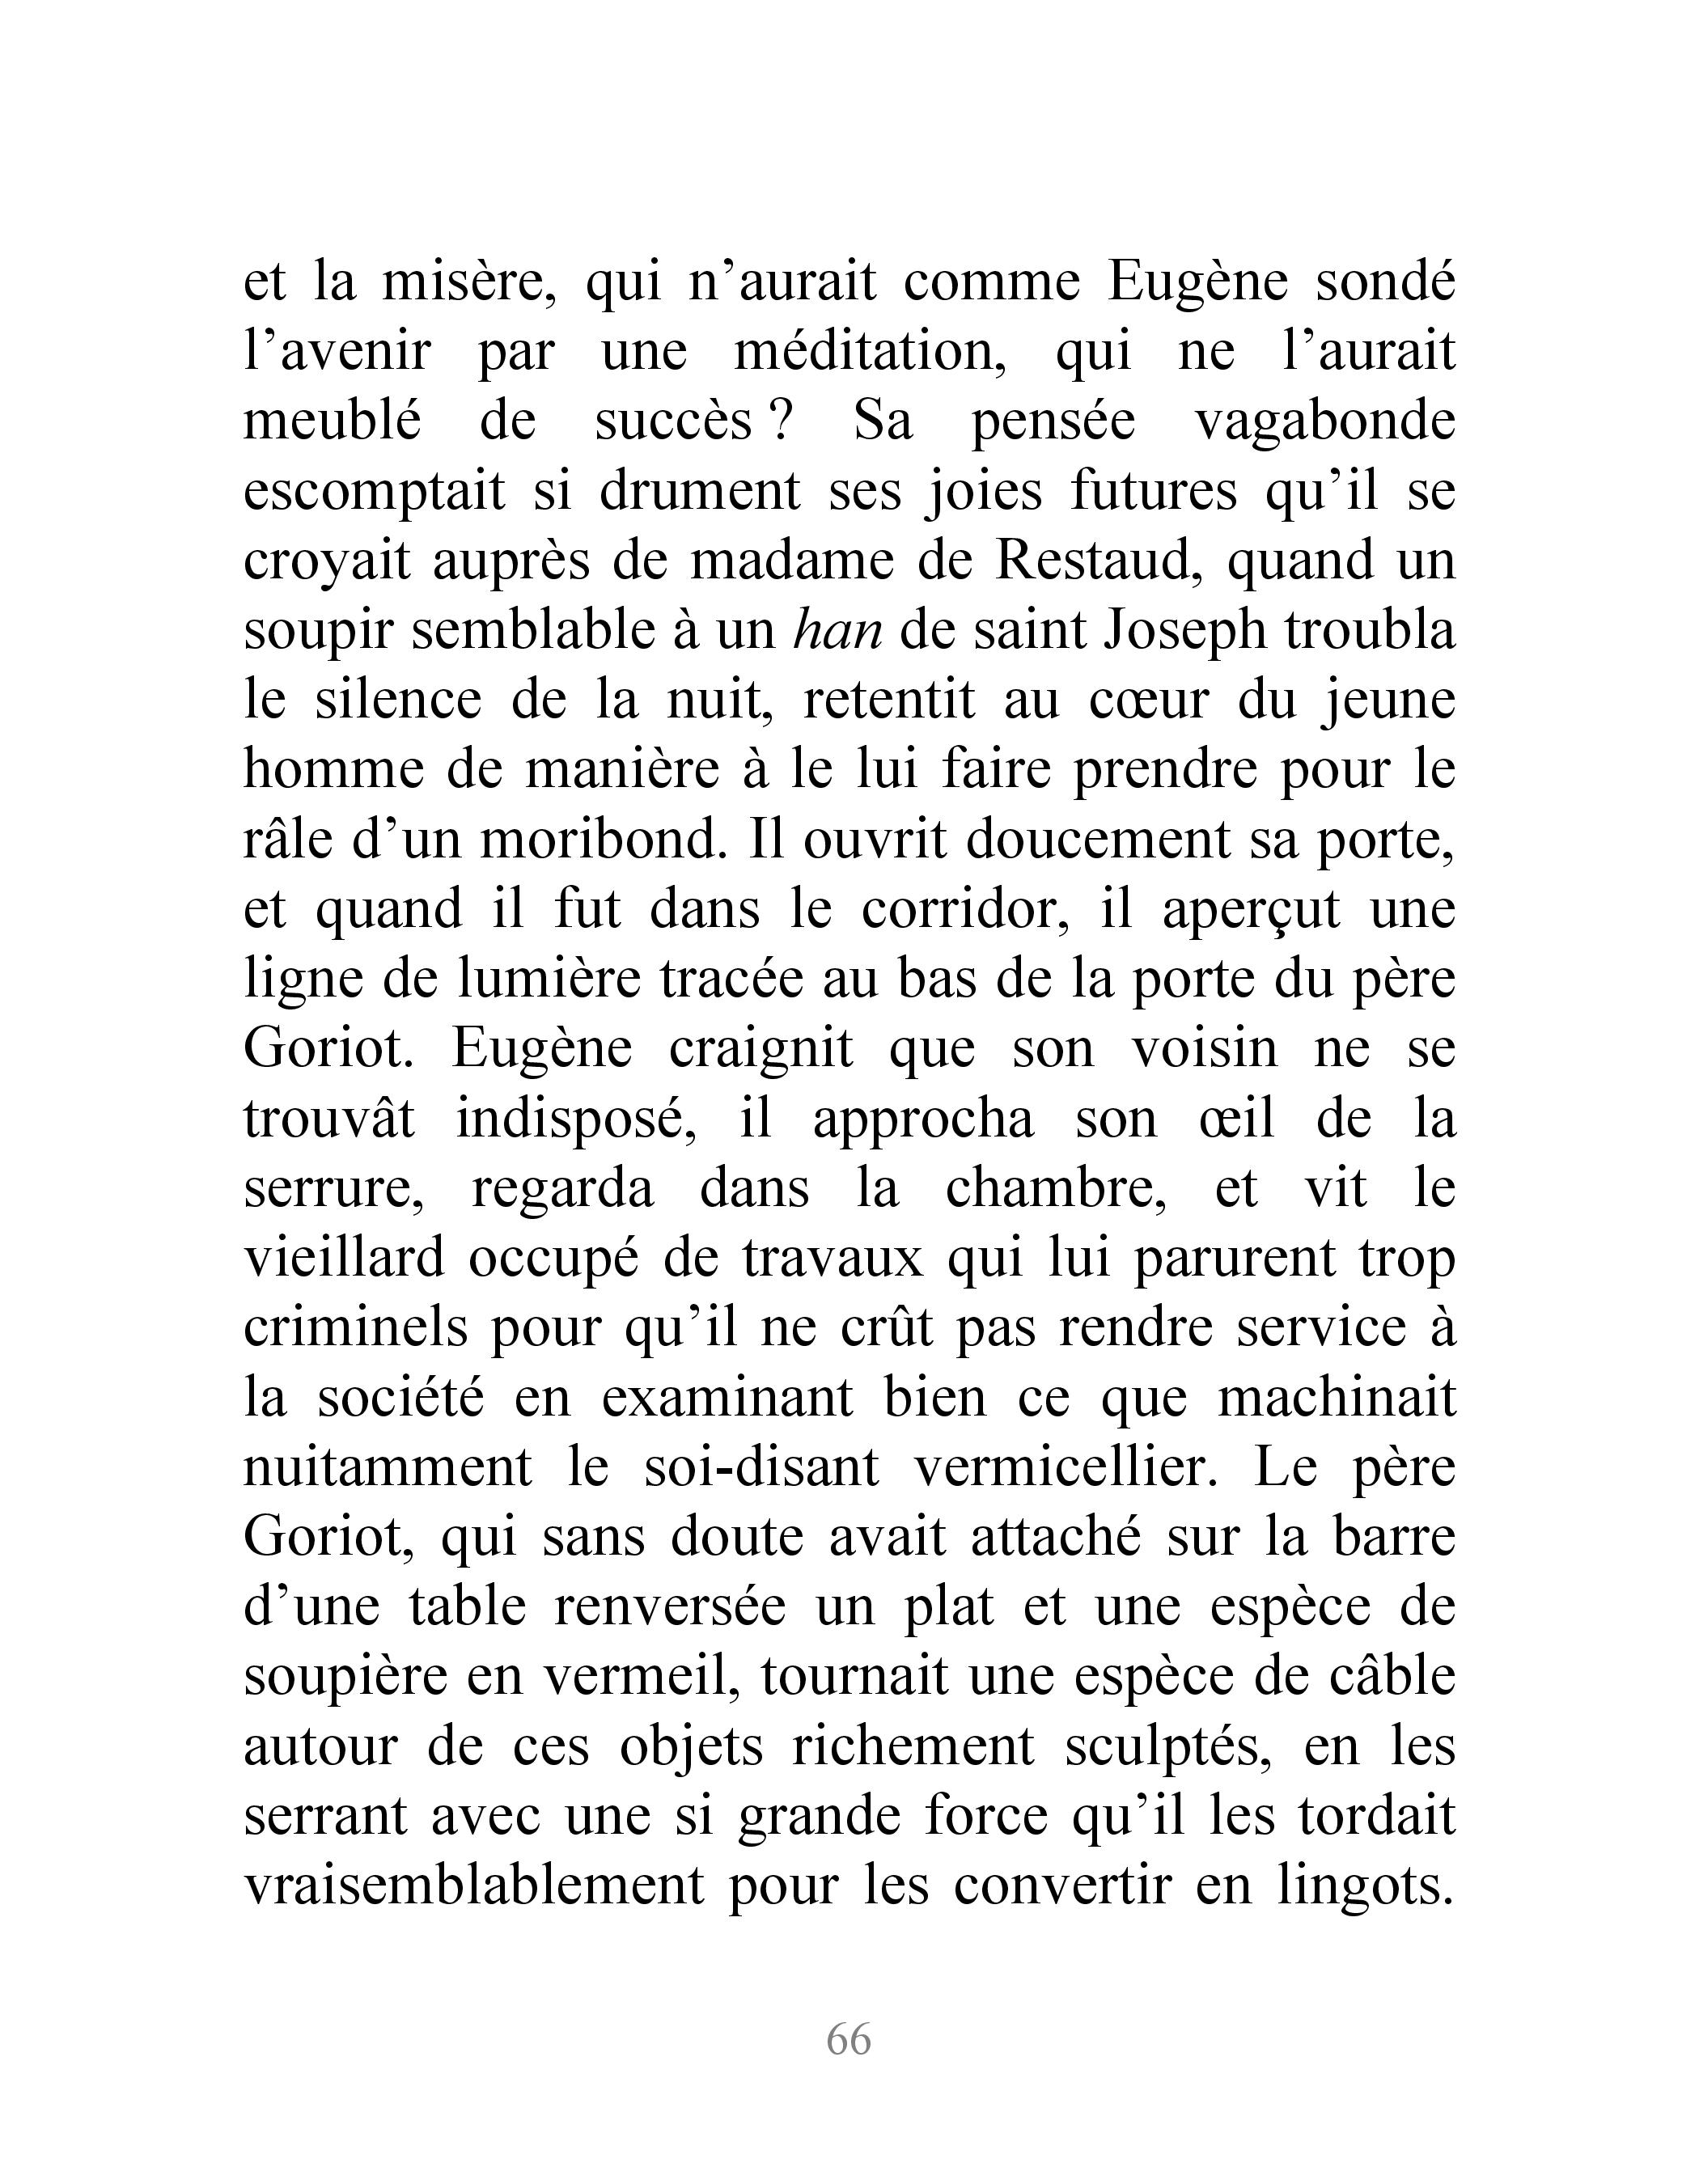 et la misère, qui n’aurait comme Eugène sondé
l’avenir par une méditation, qui ne l’aurait
meublé de succès ? Sa pensée vagabonde
escomptait si drument ses joies futures qu’il se
croyait auprès de madame de Restaud, quand un
soupir semblable à un han de saint Joseph troubla
le silence de la nuit, retentit au cœur du jeune
homme de manière à le lui faire prendre pour le
râle d’un moribond. Il ouvrit doucement sa porte,
et quand il fut dans le corridor, il aperçut une
ligne de lumière tracée au bas de la porte du père
Goriot. Eugène craignit que son voisin ne se
trouvât indisposé, il approcha son œil de la
serrure, regarda dans la chambre, et vit le
vieillard occupé de travaux qui lui parurent trop
criminels pour qu’il ne crût pas rendre service à
la société en examinant bien ce que machinait
nuitamment le soi-disant vermicellier. Le père
Goriot, qui sans doute avait attaché sur la barre
d’une table renversée un plat et une espèce de
soupière en vermeil, tournait une espèce de câble
autour de ces objets richement sculptés, en les
serrant avec une si grande force qu’il les tordait
vraisemblablement pour les convertir en lingots.
66